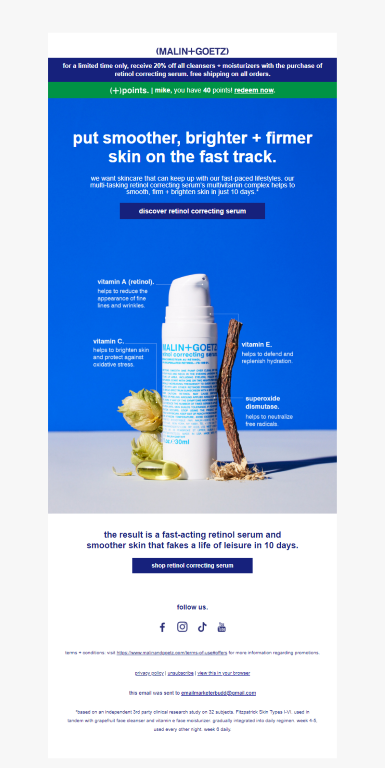 (MALIN+GOETZ)
for a limited time only, receive 20% off all cleansers + moisturizers with the purchase of
retinol correcting serum. free shipping on all orders.
(+)points. | mike, you have 40 points! redeem now.
put smoother, brighter + firmer
skin on the fast track.
we want skincare that can keep up with our fast-paced lifestyles. our
multi-tasking retinol correcting serum's multivitamin complex helps to
smooth, firm + brighten skin in just 10 days.*
discover retinol correcting serum
vitamin A (retinol).
helps to reduce the
appearance of fine
lines and wrinkles.
vitamin C.
helps to brighten skin
and protect against
oxidative stress.
MALIN+GOETZ
retinol correcting serum
30ml
vitamin E.
helps to defend and
replenish hydration.
superoxide
dismutase.
helps to neutralize
free radicals.
the result is a fast-acting retinol serum and
smoother skin that fakes a life of leisure in 10 days.
shop retinol correcting serum
follow us.
terms + conditions: visit https://www.malinandgoetz.com/terms-of-use#offers for more information regarding promotions.
privacy policy | unsubscribe | view this in your browser
this email was sent to emailmarketerbudd@gmail.com
*based on an independent 3rd party clinical research study on 32 subjects. Fitzpatrick Skin Types I-VI. used in
tandem with grapefruit face cleanser and vitamin e face moisturizer. gradually integrated into daily regimen. week 4-5,
used every other night. week 6 daily.